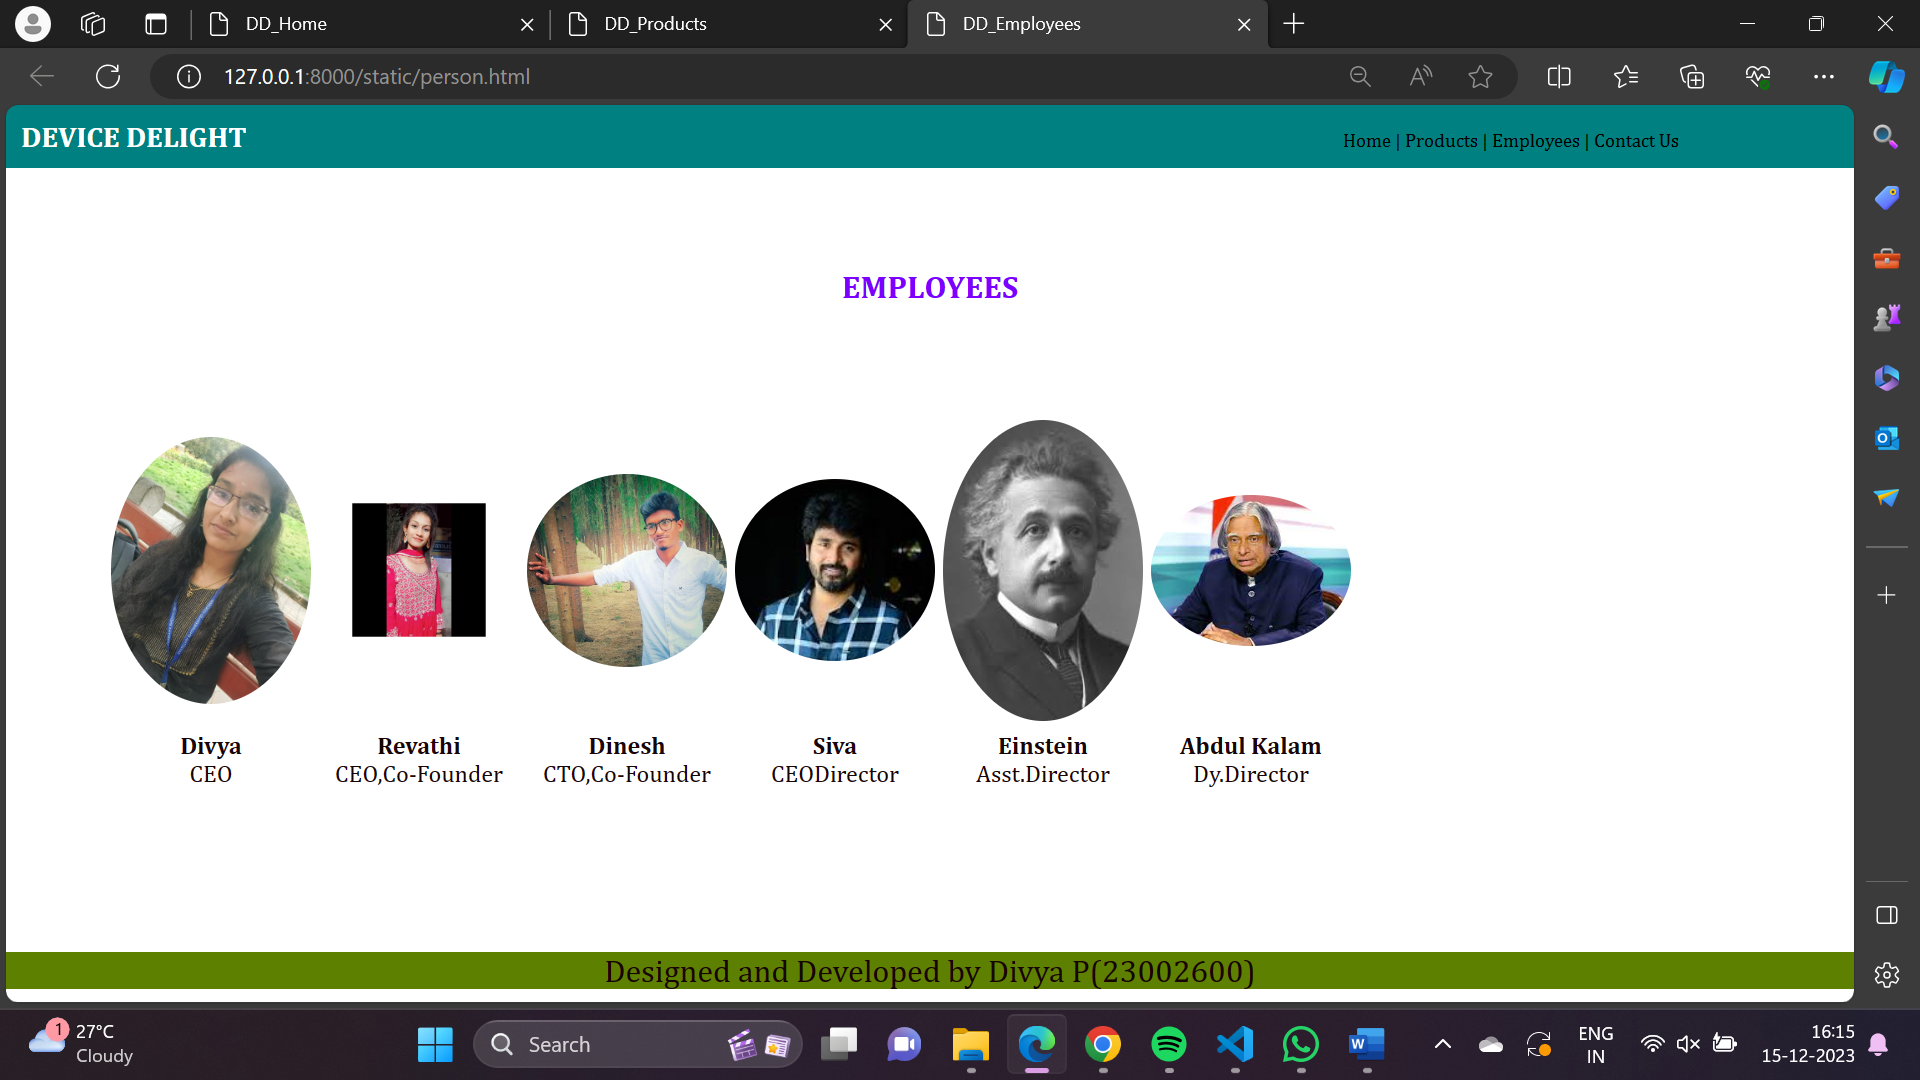 DD_Home
DD_Products
DD_Employees
127.0.0.1:8000/static/person.html
DEVICE DELIGHT
Home | Products | Employees | Contact Us
EMPLOYEES
Divya
CEO
Revathi
CEO,Co-Founder
Dinesh
CTO,Co-Founder
Siva
CEODirector
Einstein
Asst.Director
Abdul Kalam
Dy.Director
Designed and Developed by Divya P(23002600)
1
27°C
Cloudy
Search
ENG
IN
16:15
15-12-2023